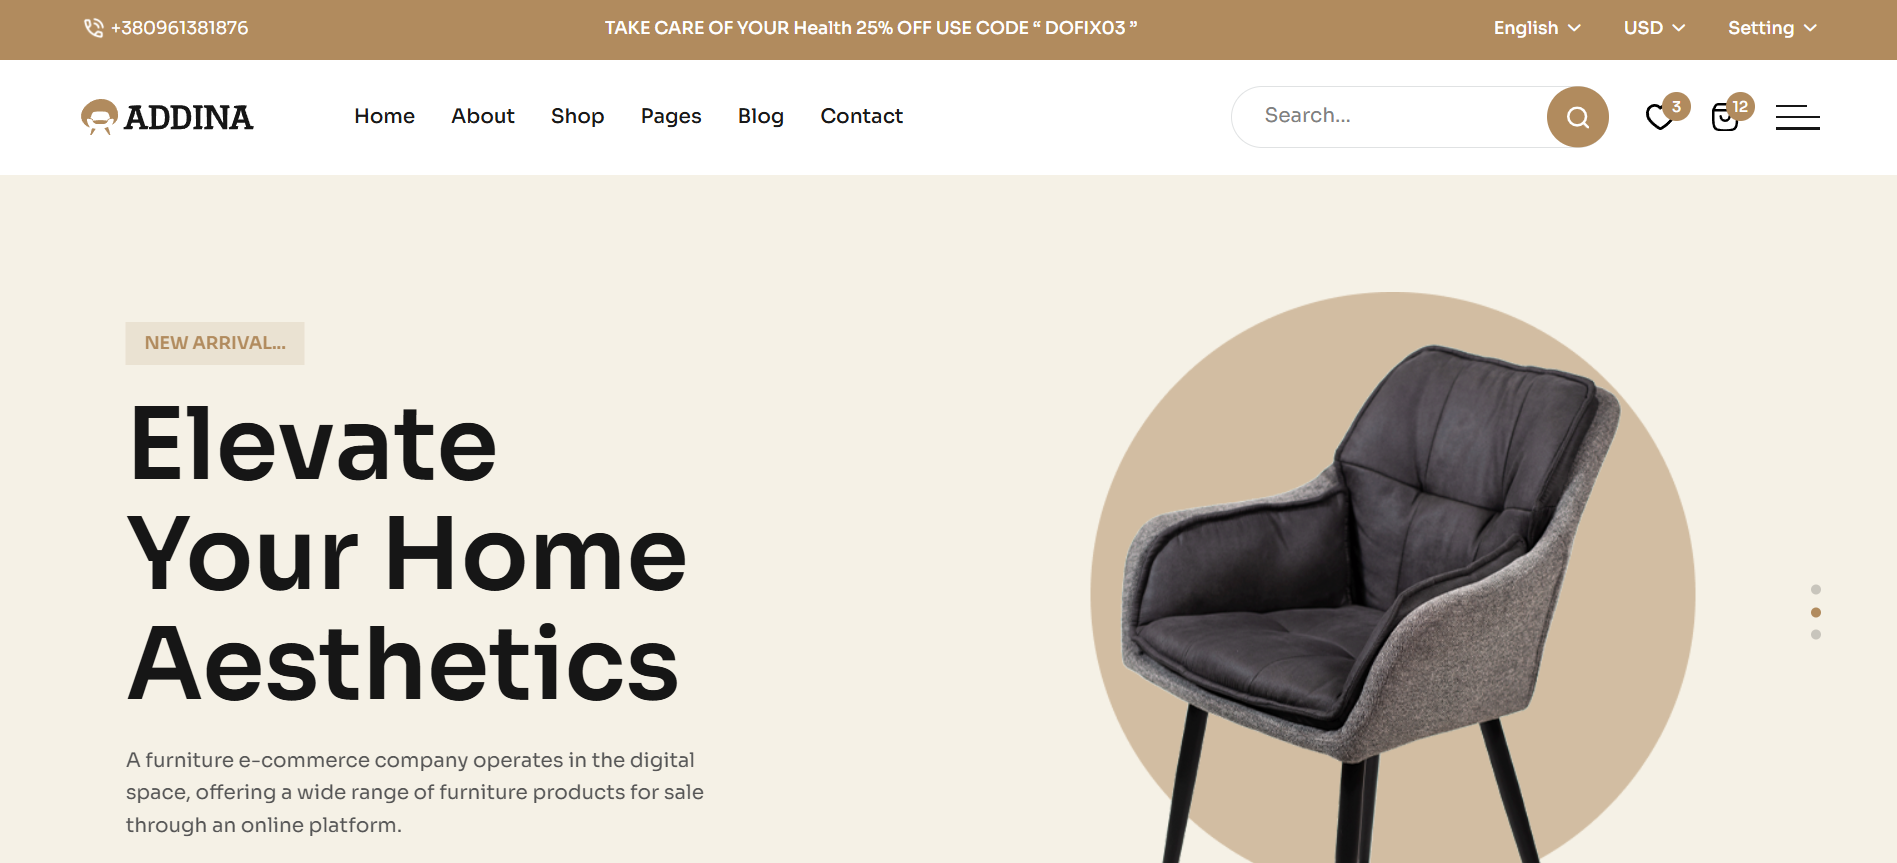 +380961381876
TAKE CARE OF YOUR Health 25% OFF USE CODE “ DOFIX03 ”
English
USD
Setting
ADDINA
Home
About
Shop
Pages
Blog
Contact
Search...
3
12
NEW ARRIVAL...
Elevate
Your Home
Aesthetics
A furniture e-commerce company operates in the digital
space, offering a wide range of furniture products for sale
through an online platform.